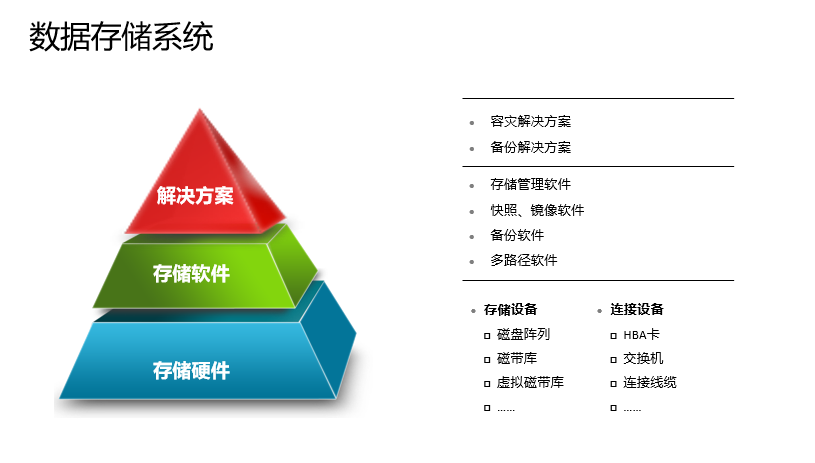 数据存储系统
解决方案
存储软件
存储硬件
容灾解决方案
备份解决方案
存储管理软件
快照、镜像软件
备份软件
多路径软件
存储设备
磁盘阵列
磁带库
虚拟磁带库
……
连接设备
HBA卡
交换机
连接线缆
……